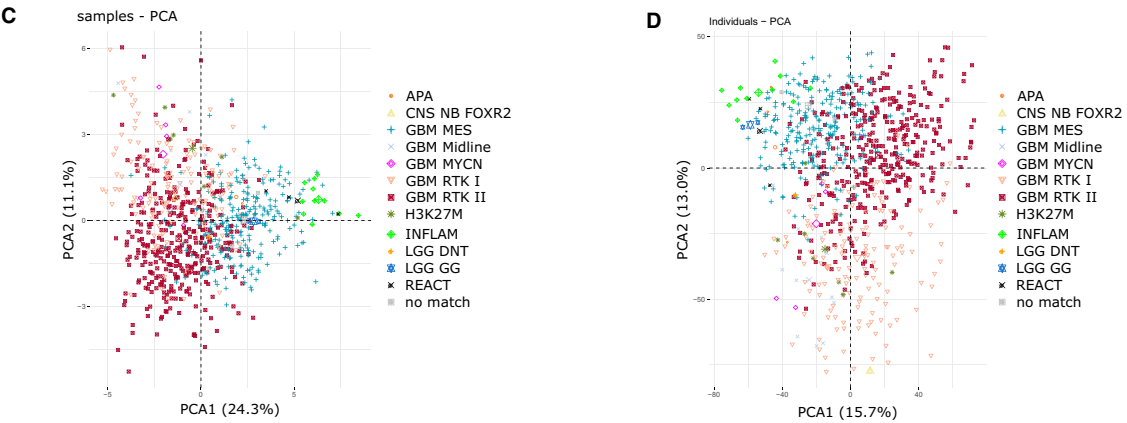 C
samples - PCA
6
3
0
−3
−5
0
5
PCA2 (11.1%)
PCA1 (24.3%)
APA
CNS NB FOXR2
GBM MES
GBM Midline
GBM MYCN
GBM RTK I
GBM RTK II
H3K27M
INFLAM
LGG DNT
LGG GG
REACT
no match
D
Individuals − PCA
50
0
−50
−80
−40
0
40
PCA2 (13.0%)
PCA1 (15.7%)
APA
CNS NB FOXR2
GBM MES
GBM Midline
GBM MYCN
GBM RTK I
GBM RTK II
H3K27M
INFLAM
LGG DNT
LGG GG
REACT
no match